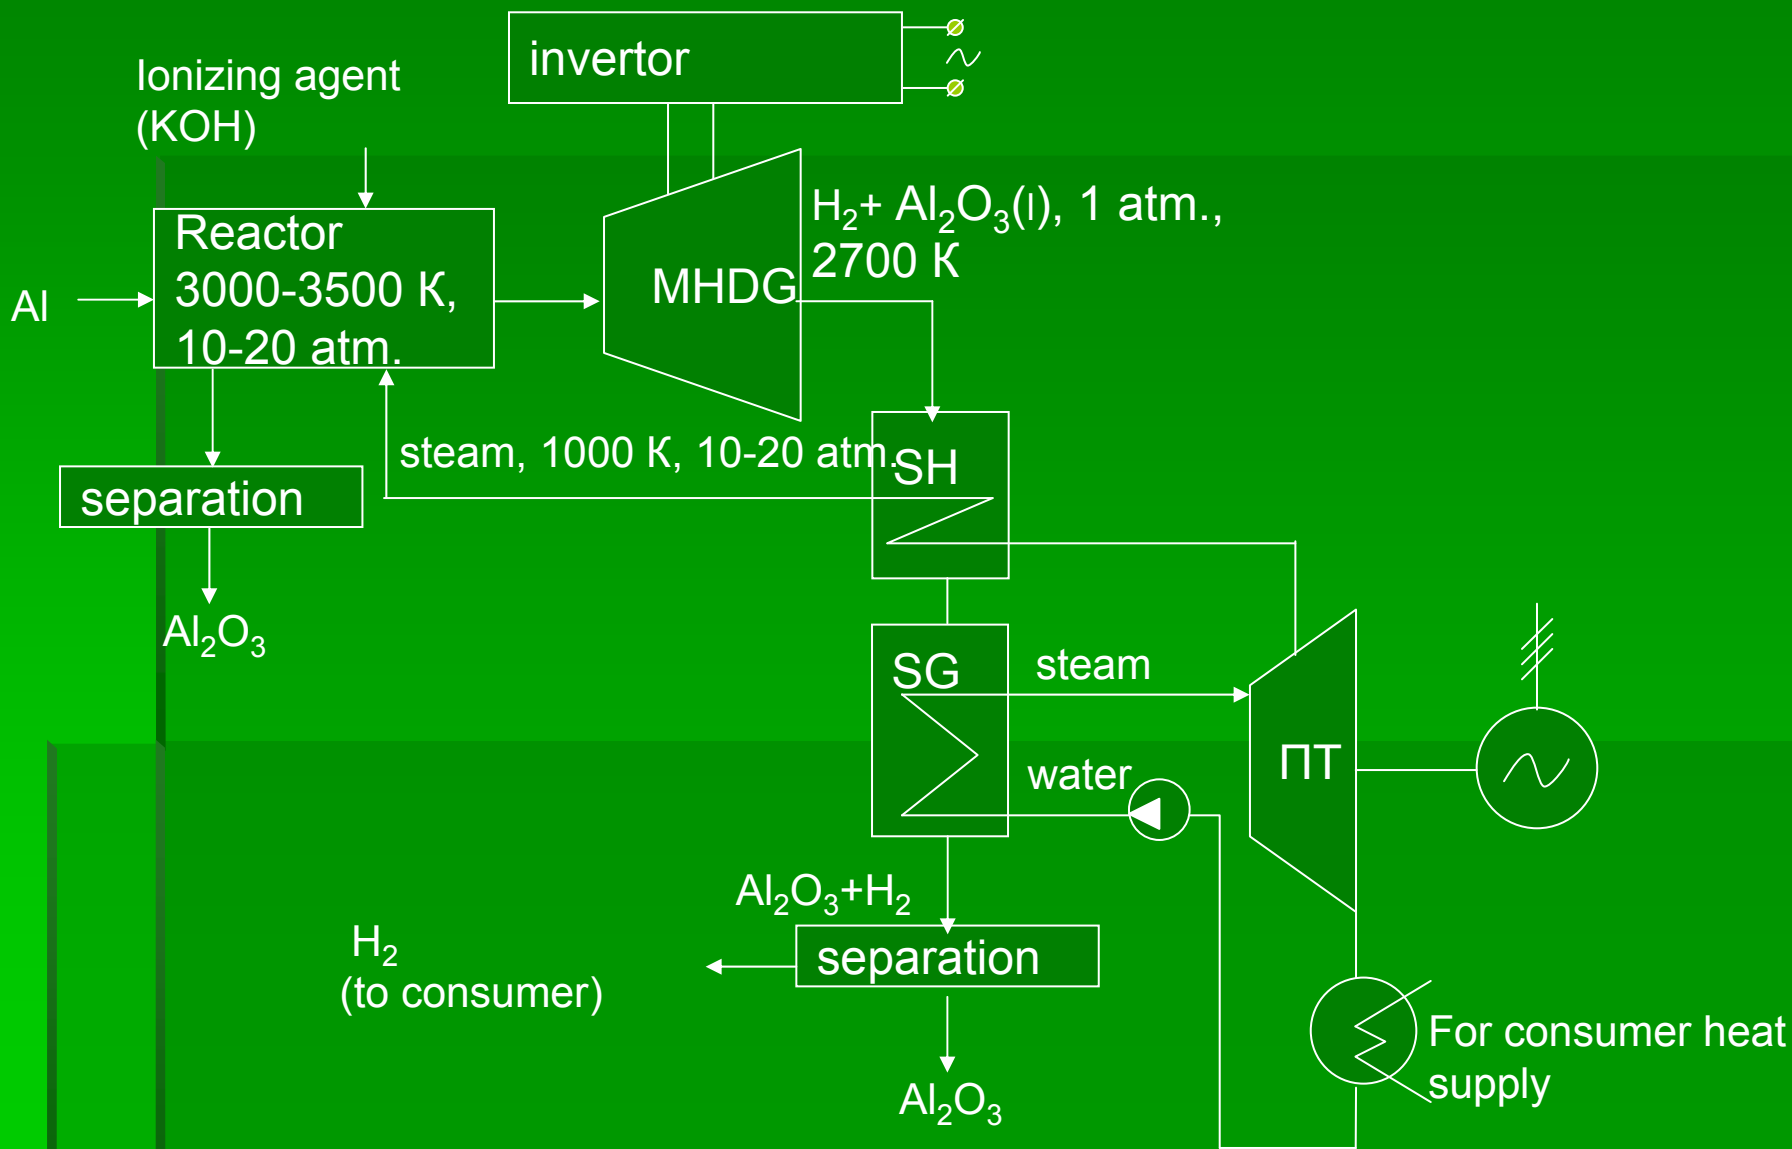 invertor
Ionizing agent
(KOH)
H₂+ Al₂O₃(l), 1 atm.,
2700 К
Reactor
3000-3500 К,
10-20 atm.
MHDG
Al
steam, 1000 К, 10-20 atm.
SH
separation
Al₂O₃
SG
steam
ПТ
water
Al₂O₃+H₂
H₂
(to consumer)
separation
For consumer heat
supply
Al₂O₃